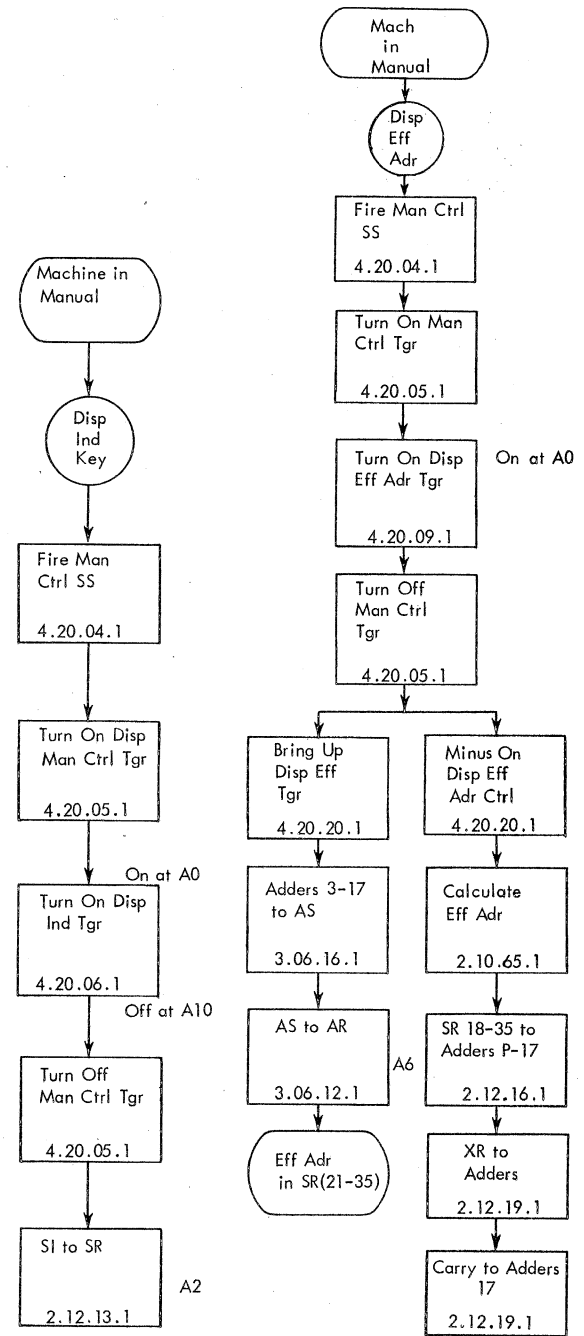 Machine in
Manual
Disp
Ind
Key
Fire Man
Ctrl SS
4.20.04.1
Turn On Disp
Man Ctrl Tgr
4.20.05.1
On at A0
Turn On Disp
Ind Tgr
4.20.06.1
Off at A10
Turn Off
Man Ctrl Tgr
4.20.05.1
SI to SR
A2
2.12.13.1
Mach
in
Manual
Disp
Eff
Adr
Fire Man Ctrl
SS
4.20.04.1
Turn On Man
Ctrl Tgr
4.20.05.1
Turn On Disp
Eff Adr Tgr
On at A0
4.20.09.1
Turn Off
Man Ctrl
Tgr
4.20.05.1
Bring Up
Disp Eff
Tgr
4.20.20.1
Adders 3-17
to AS
3.06.16.1
AS to AR
A6
3.06.12.1
Eff Adr
in SR(21-35)
Minus On
Disp Eff
Adr Ctrl
4.20.20.1
Calculate
Eff Adr
2.10.65.1
SR 18-35 to
Adders P-17
2.12.16.1
XR to
Adders
2.12.19.1
Carry to Adders
17
2.12.19.1